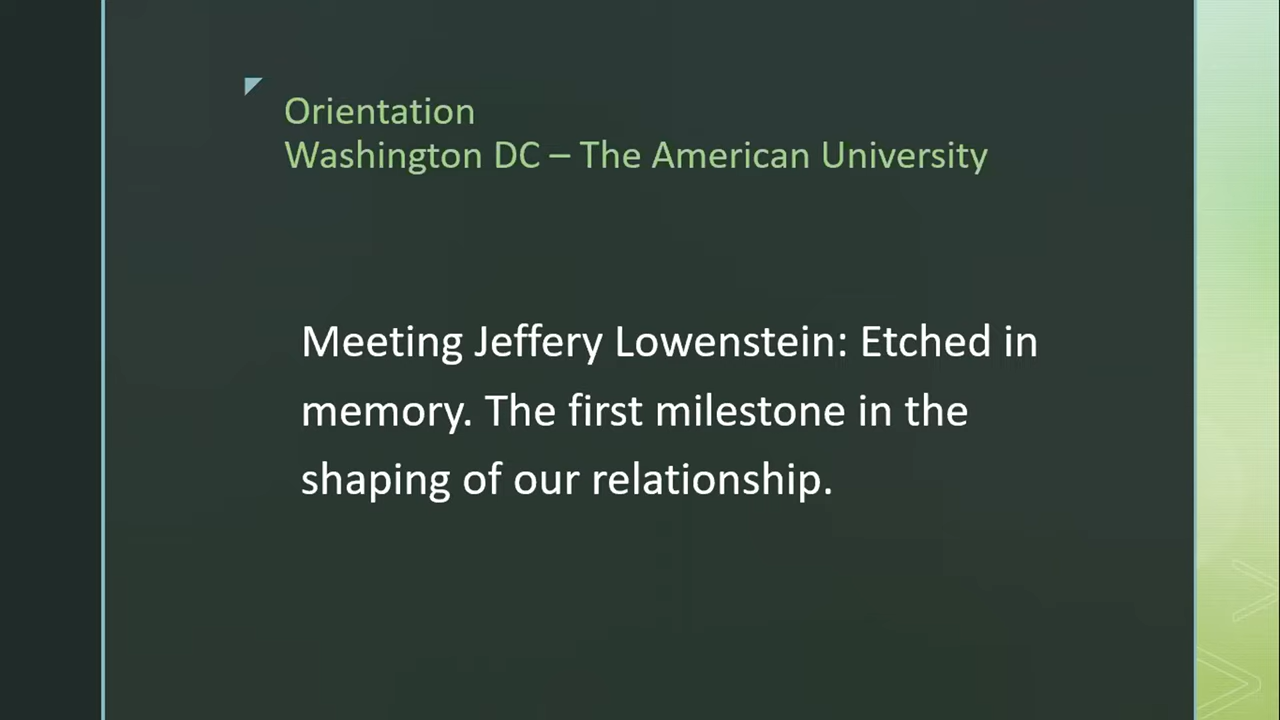 Orientation
Washington DC – The American University
Meeting Jeffery Lowenstein: Etched in
memory. The first milestone in the
shaping of our relationship.